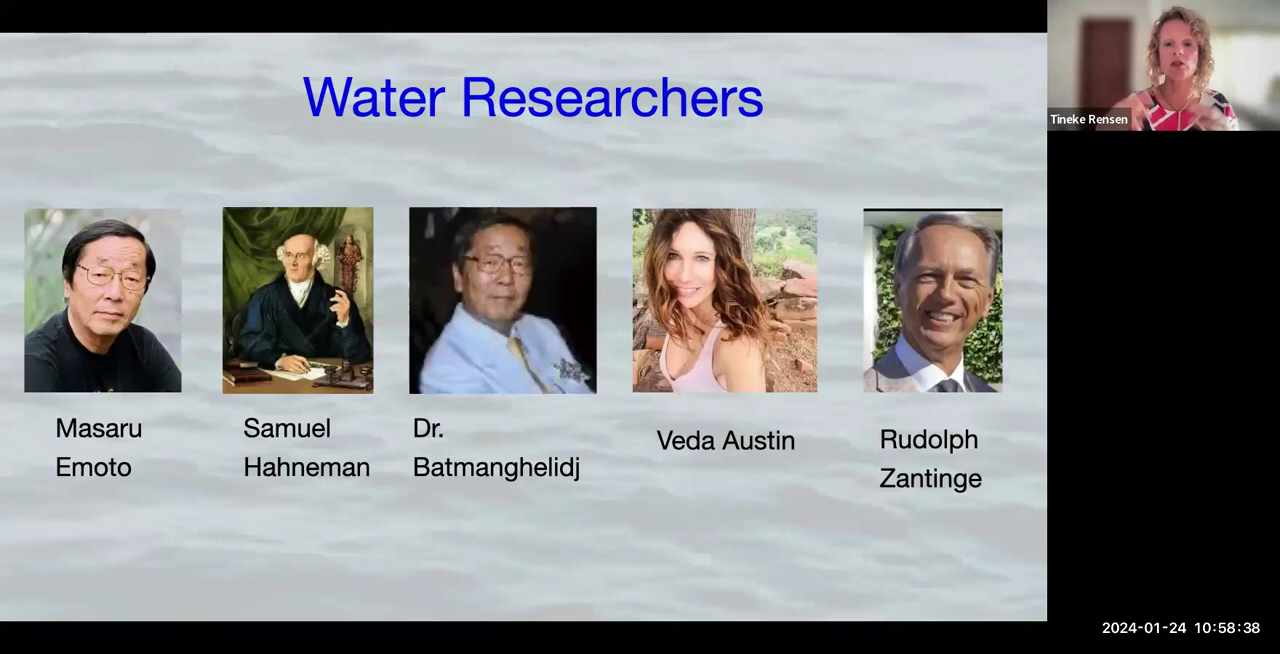 Water Researchers
Tineke Rensen
Masaru
Emoto
Samuel
Hahneman
Dr.
Batmanghelidj
Veda Austin
Rudolph
Zantinge
2024-01-24 10:58:38